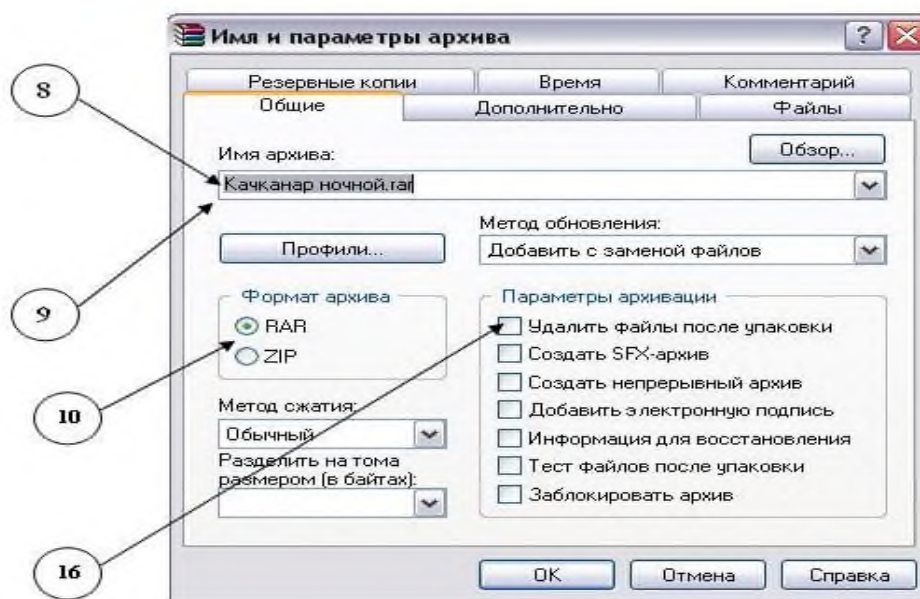 Имя и параметры архива
?
8
Резервные копии Время Комментарий
Общие Дополнительно Файлы
Имя архива: Обзор...
Качканар ночной.rar
Метод обновления:
Профили... Добавить с заменой файлов
9
Формат архива Параметры архивации
RAR Удалить файлы после упаковки
ZIP Создать SFX-архив
Создать непрерывный архив
10
Метод сжатия: Добавить электронную подпись
Обычный Информация для восстановления
Разделить на тома Тест файлов после упаковки
размером (в байтах):
Заблокировать архив
16
OK Отмена Справка